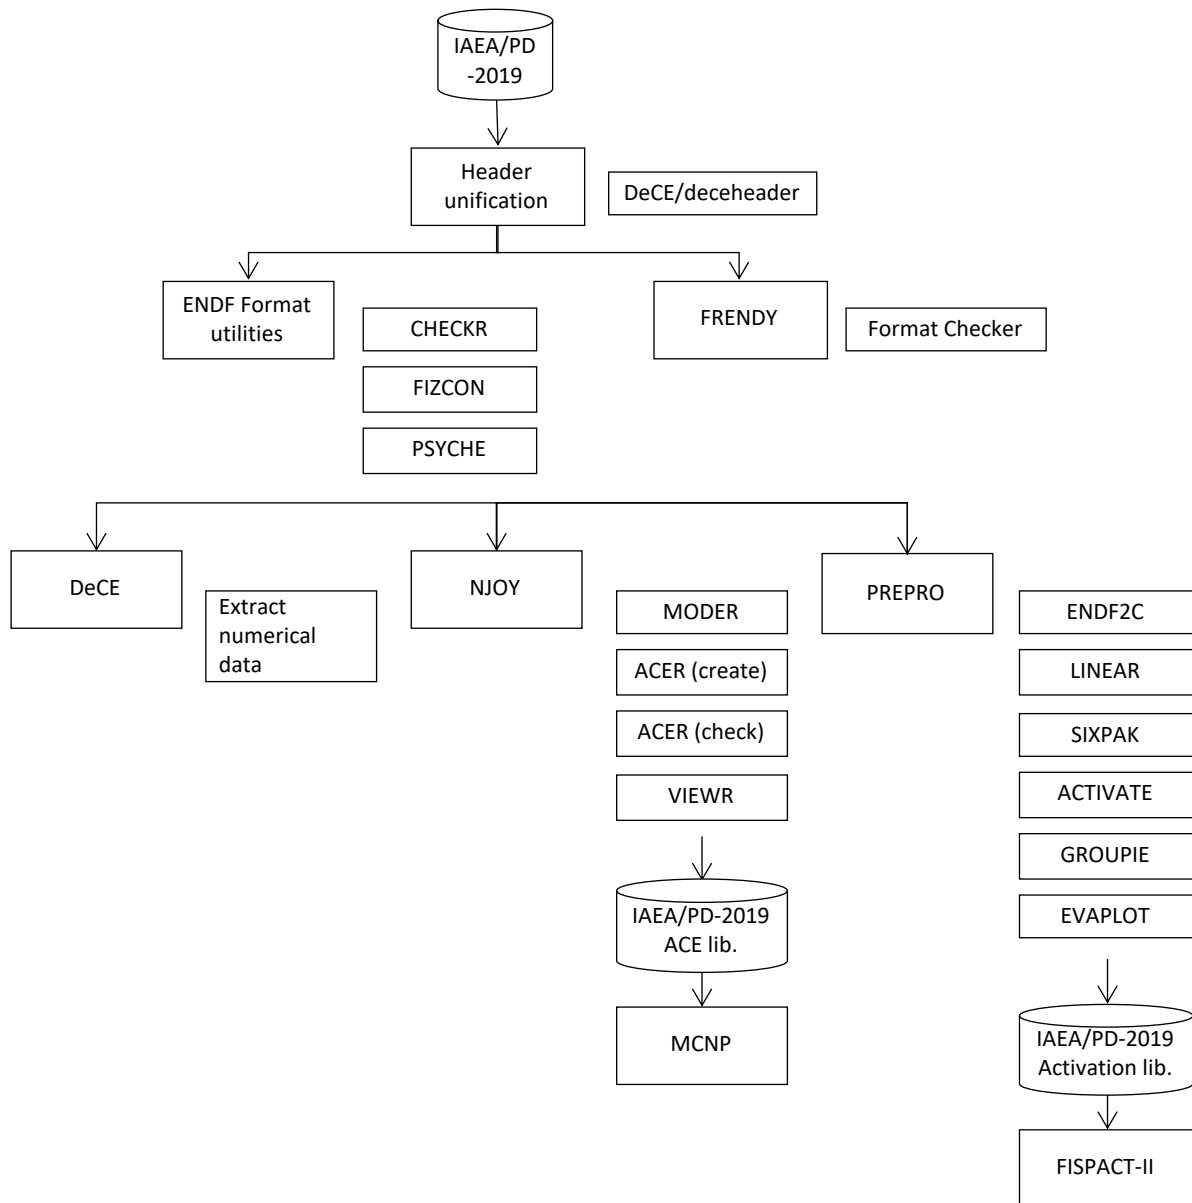 IAEA/PD
-2019
Header
unification
DeCE/deceheader
ENDF Format
utilities
CHECKR
FIZCON
PSYCHE
FRENDY
Format Checker
DeCE
Extract
numerical
data
NJOY
MODER
ACER (create)
ACER (check)
VIEWR
IAEA/PD-2019
ACE lib.
MCNP
PREPRO
ENDF2C
LINEAR
SIXPAK
ACTIVATE
GROUPIE
EVAPLOT
IAEA/PD-2019
Activation lib.
FISPACT-II